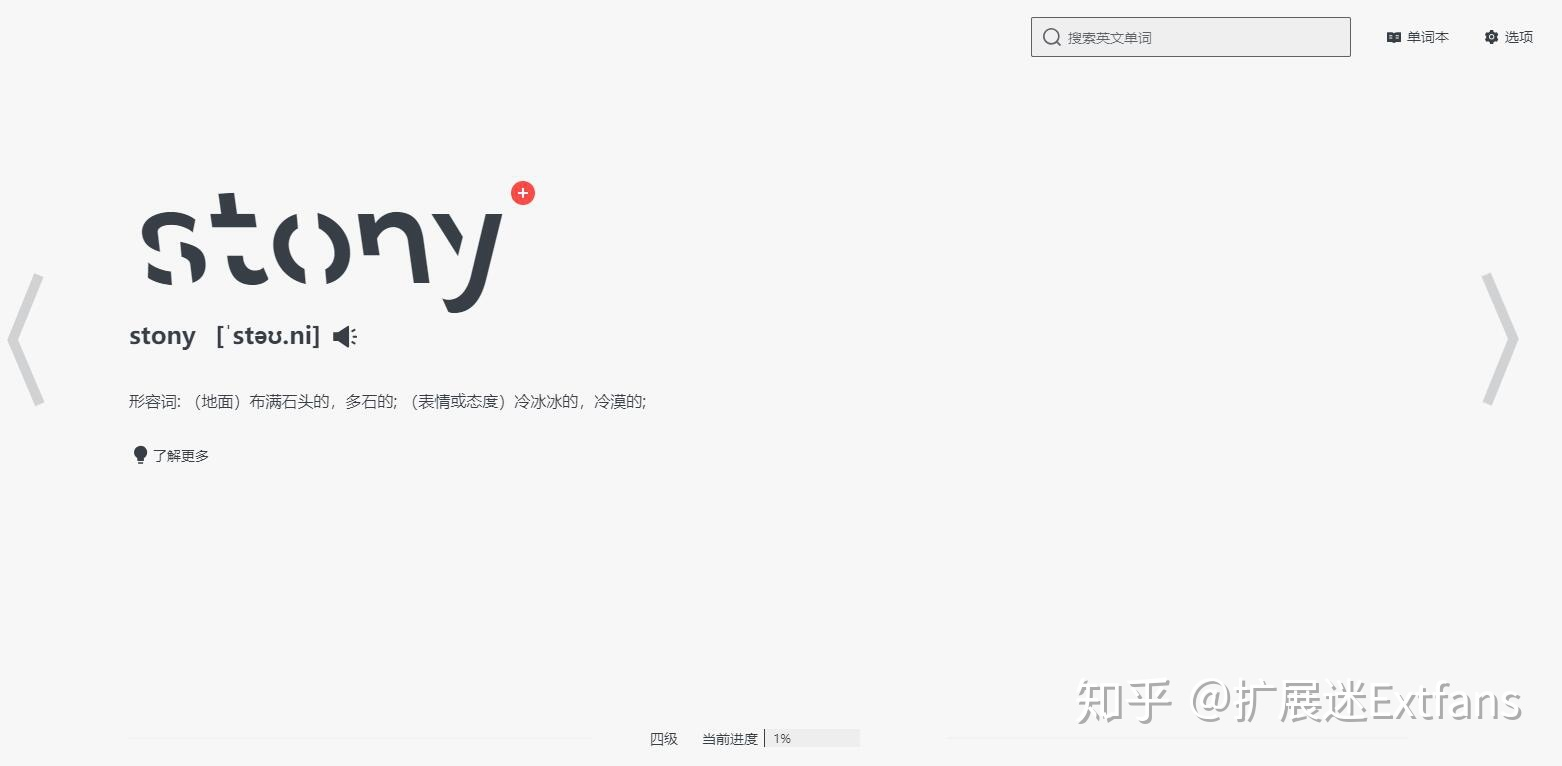 搜索英文单词
单词本
选项
stony
stony [ˈstəʊ.ni]
形容词: （地面）布满石头的，多石的; （表情或态度）冷冰冰的，冷漠的;
了解更多
知乎 @扩展迷Extfans
四级 当前进度 1%